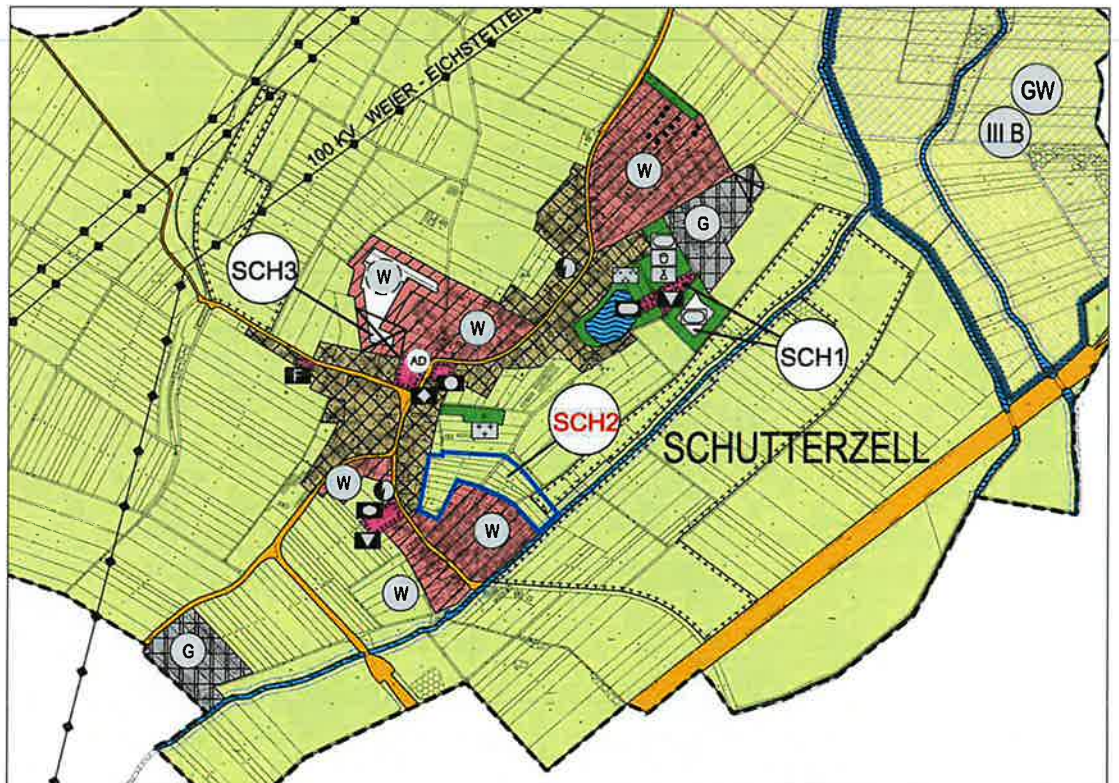 100 KV WEIER - EICHSTETTEN
GW
III B
W
G
SCH3
W
W
SCH1
AD
F
SCH2
SCHUTTERZELL
W
W
W
G